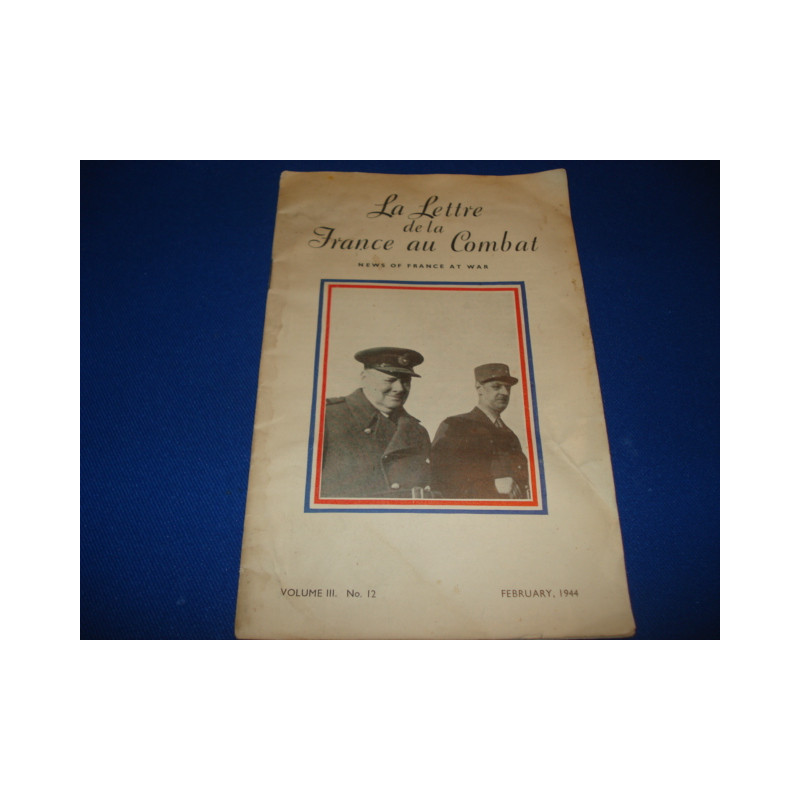 La Lettre
de la
France au Combat
NEWS OF FRANCE AT WAR
VOLUME III. No. 12
FEBRUARY, 1944